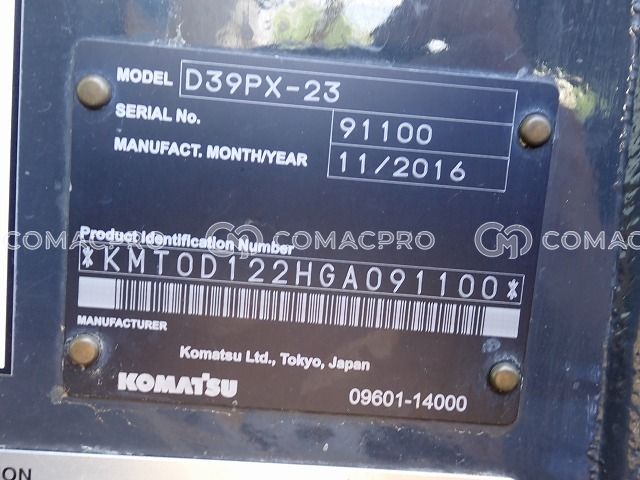 MODEL D39PX-23
SERIAL No. 91100
MANUFACT. MONTH/YEAR 11/2016
COMACPRO COMACPRO
Product Identification Number
*KMT0D122HGA091100*
MANUFACTURER
Komatsu Ltd., Tokyo, Japan
KOMATSU 09601-14000
ION